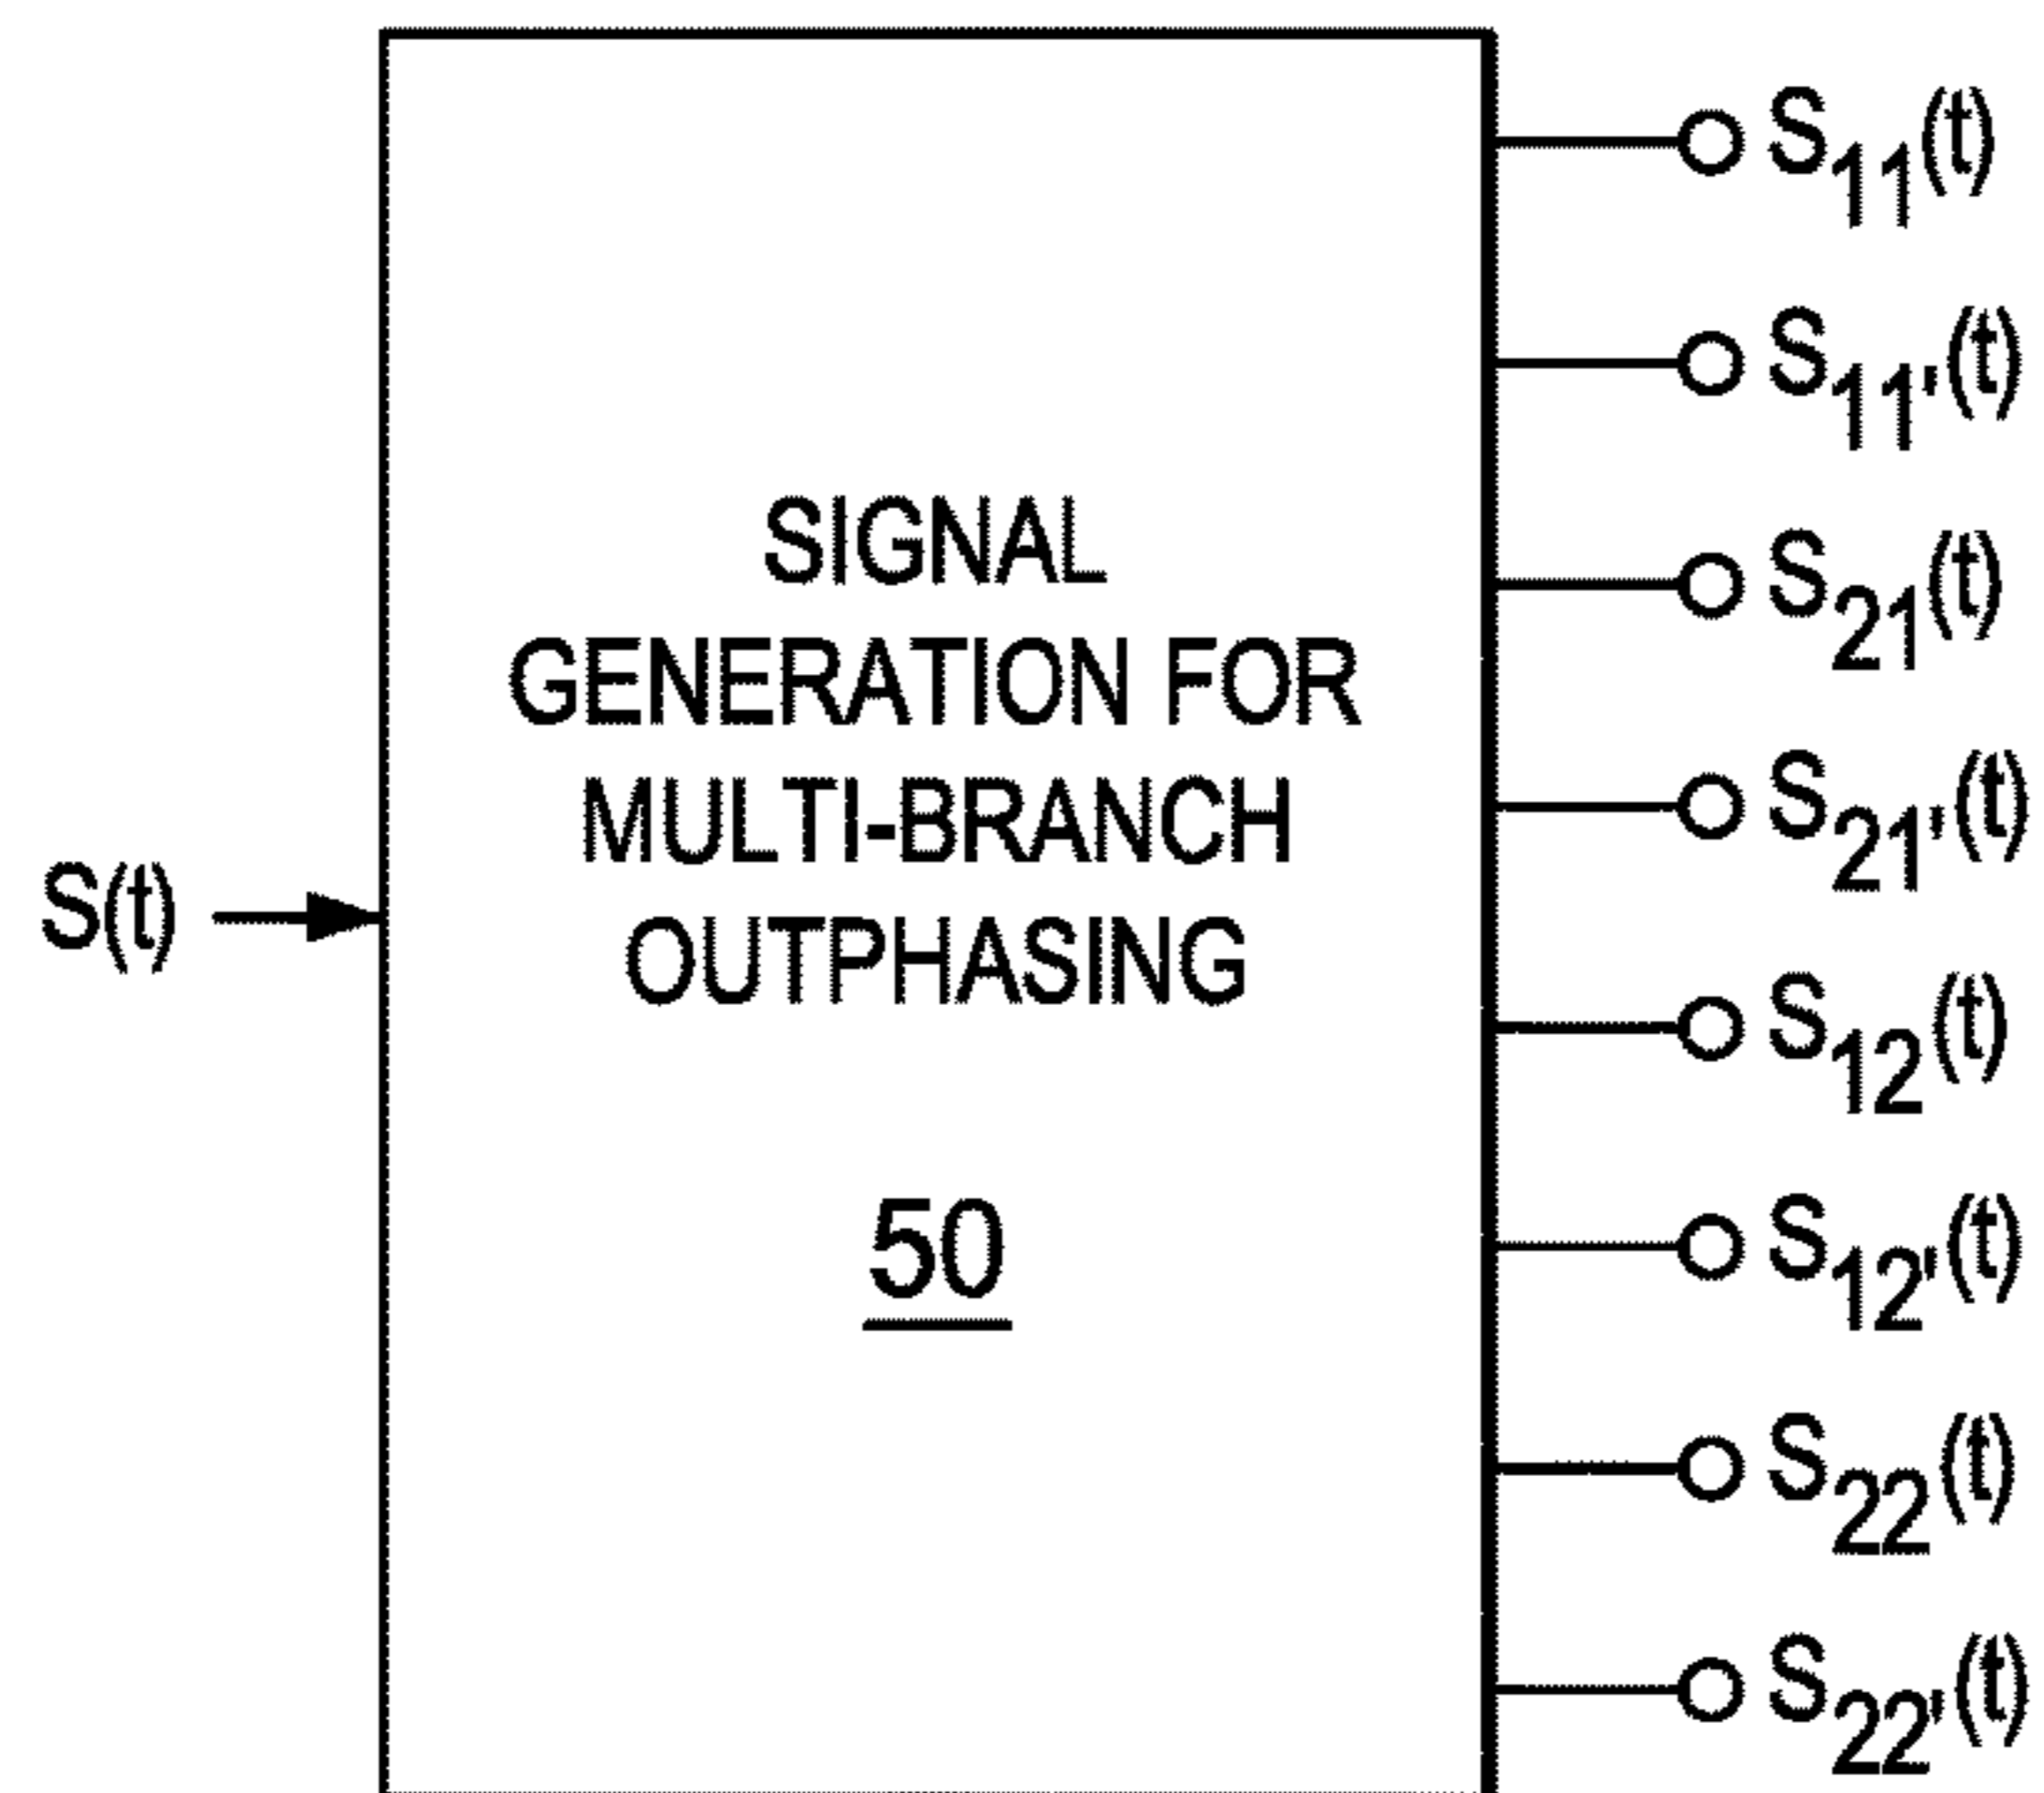 S(t)
SIGNAL
GENERATION FOR
MULTI-BRANCH
OUTPHASING
50
S11(t)
S11'(t)
S21(t)
S21'(t)
S12(t)
S12'(t)
S22(t)
S22'(t)